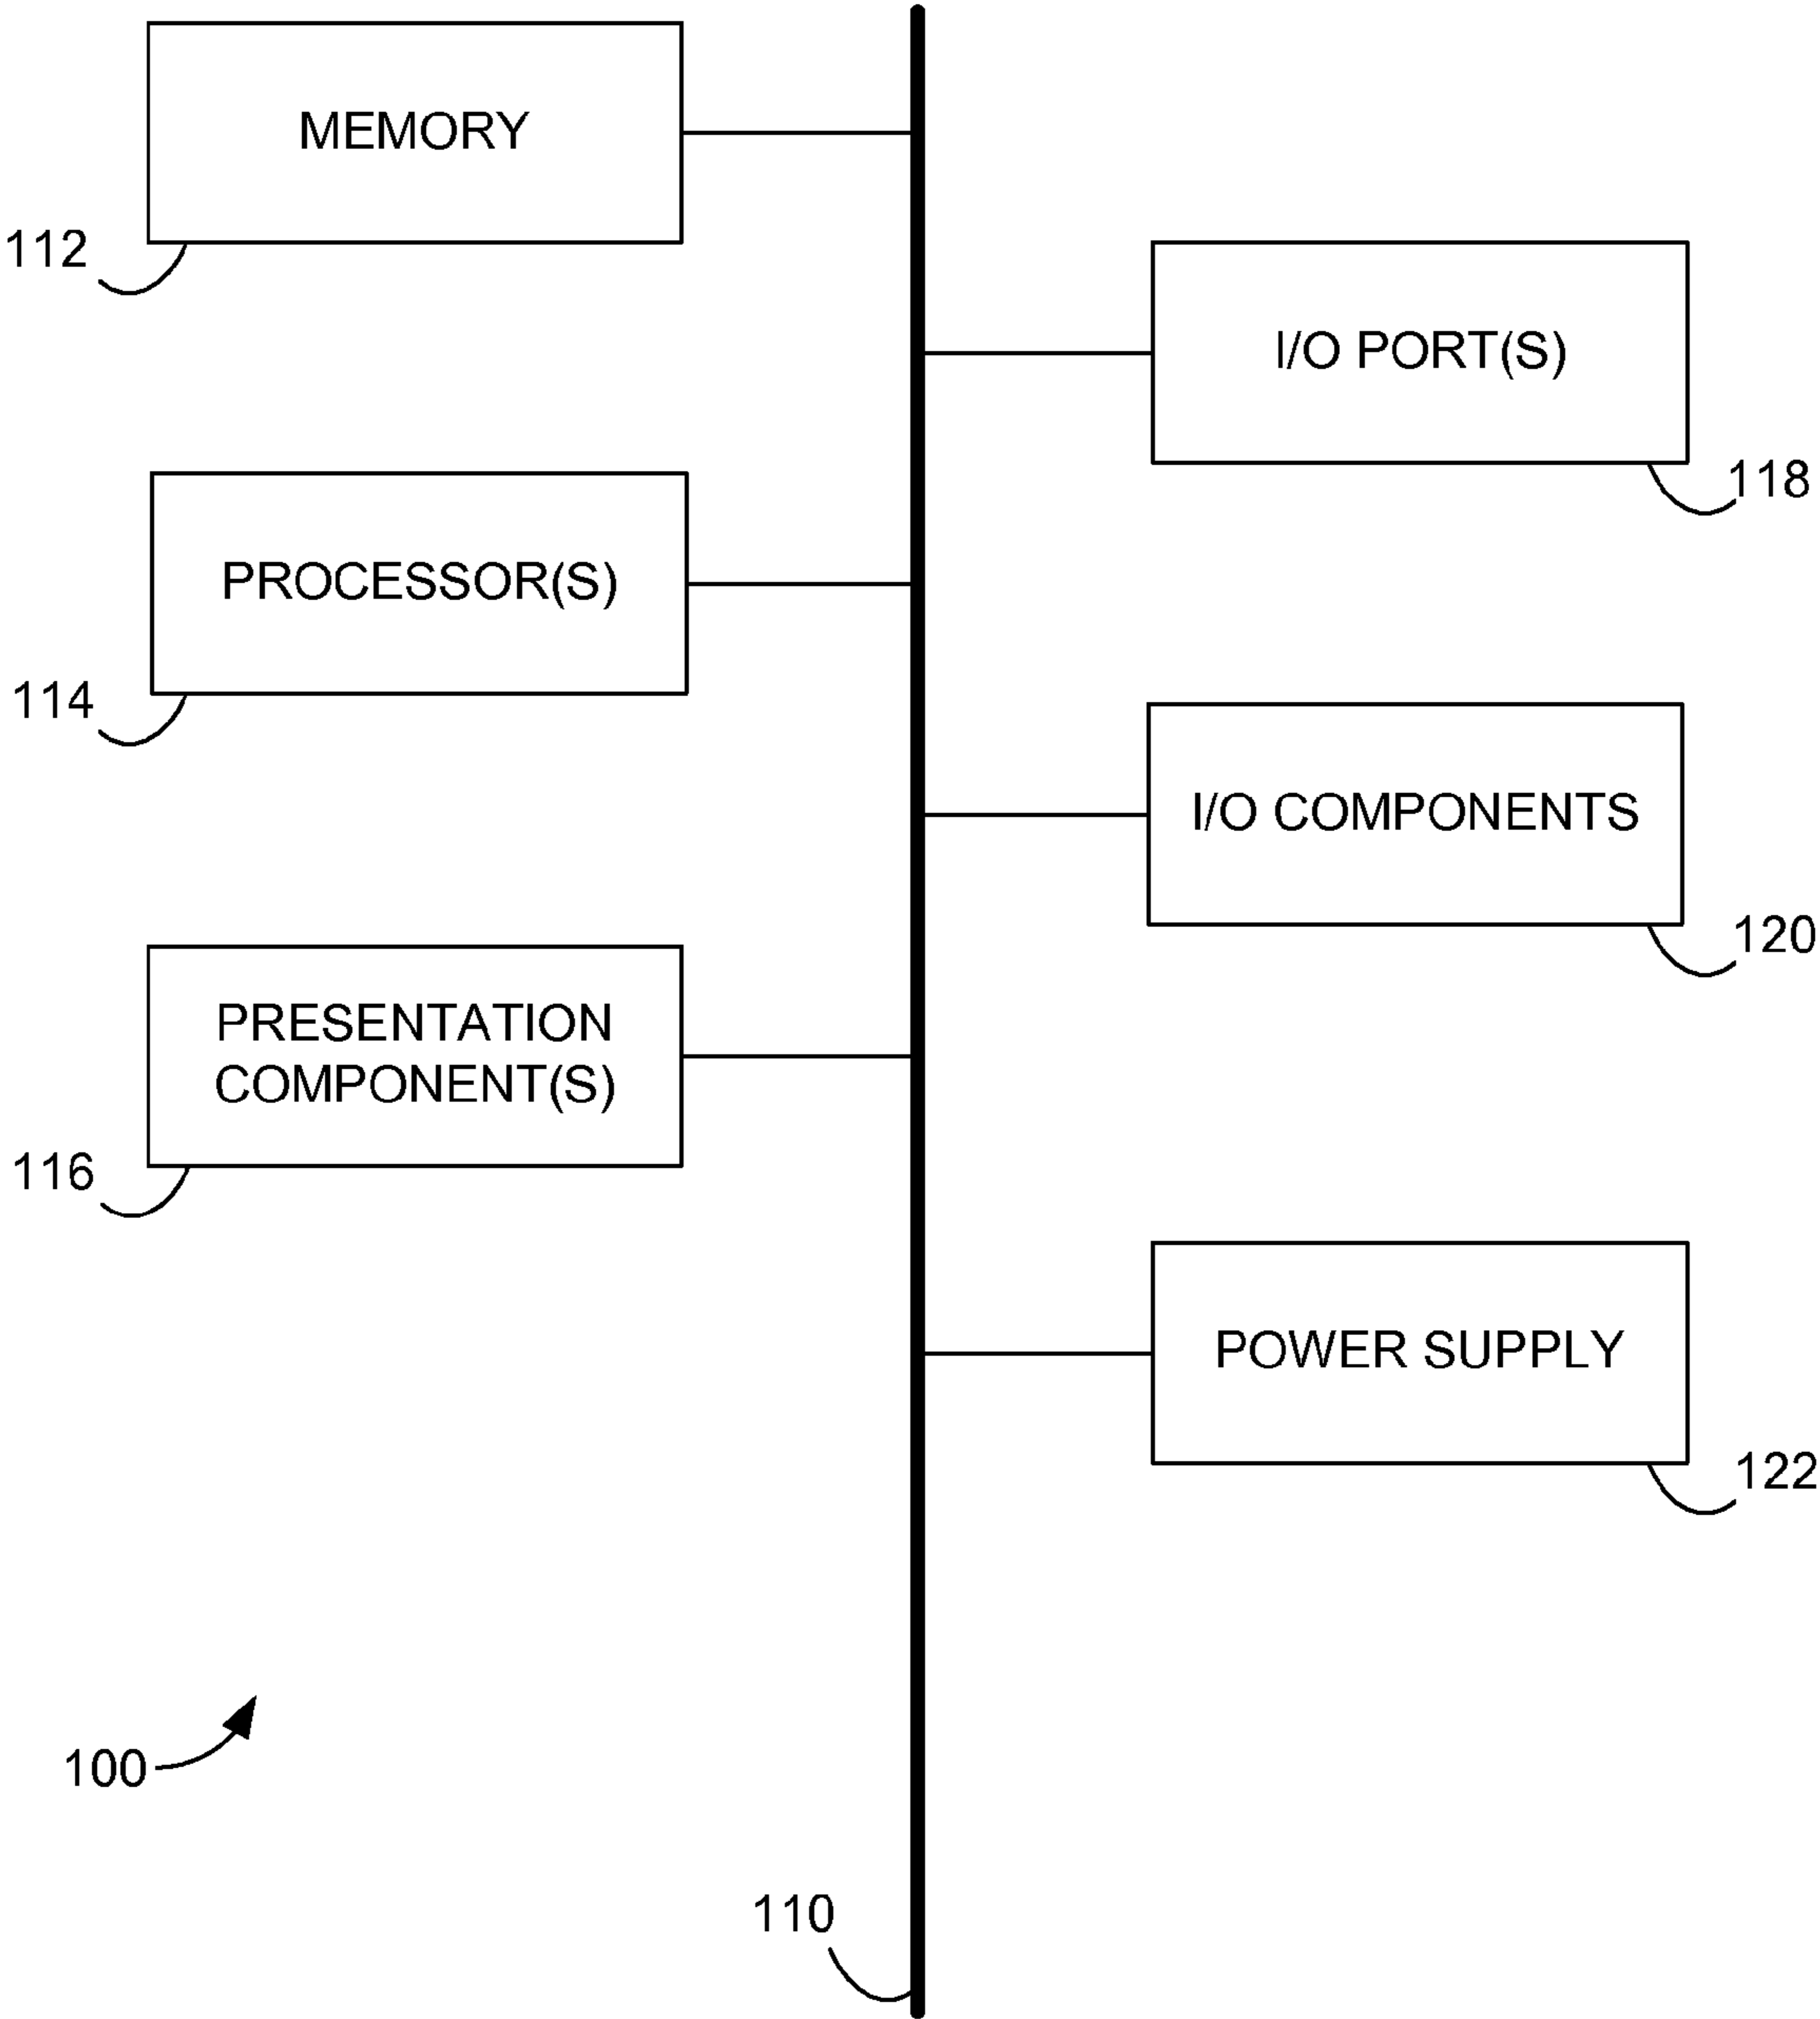 MEMORY
112
I/O PORT(S)
118
PROCESSOR(S)
114
I/O COMPONENTS
120
PRESENTATION
COMPONENT(S)
116
POWER SUPPLY
122
100
110